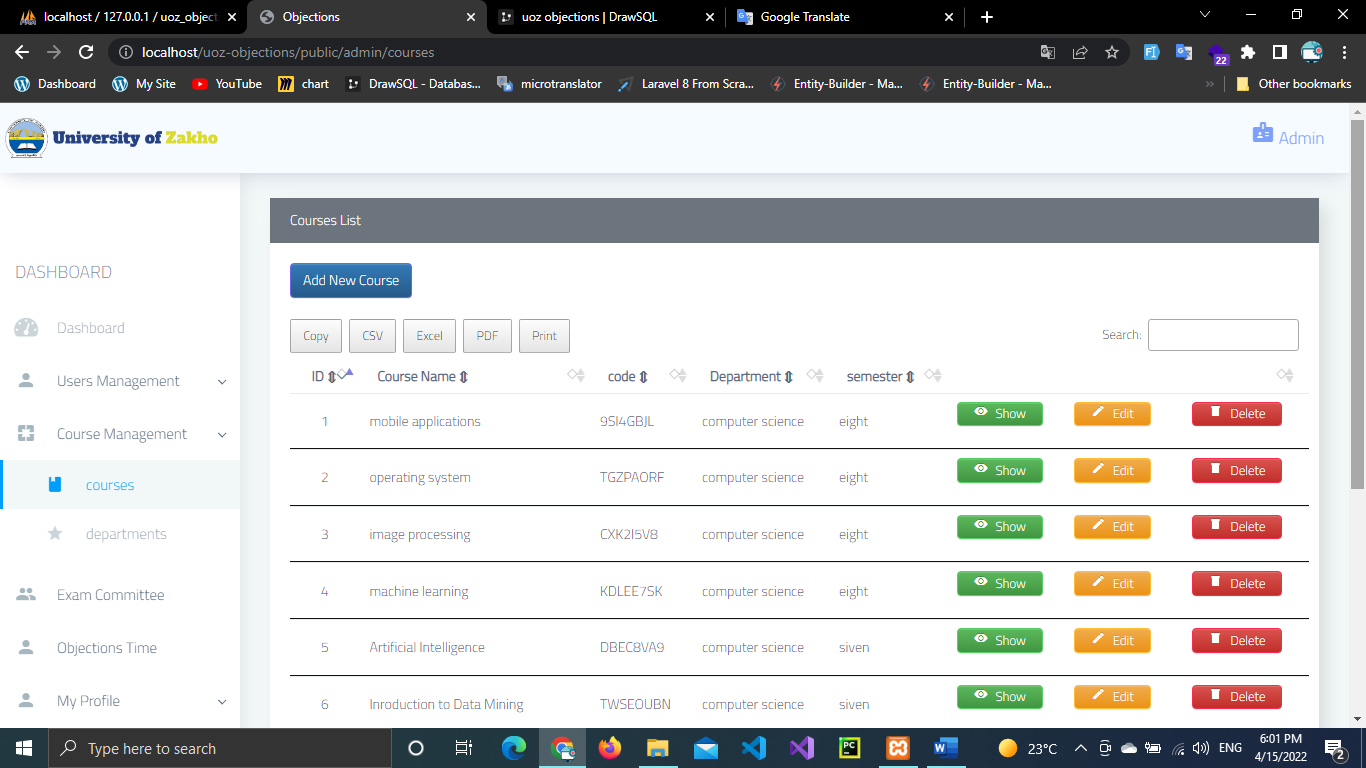 localhost / 127.0.0.1 / uoz_object
Objections
uoz objections | DrawSQL
Google Translate
localhost/uoz-objections/public/admin/courses
22
Dashboard
My Site
YouTube
chart
DrawSQL - Databas...
microtranslator
Laravel 8 From Scra...
Entity-Builder - Ma...
Entity-Builder - Ma...
Other bookmarks
University of Zakho
Admin
Courses List
DASHBOARD
Add New Course
Dashboard
Copy CSV Excel PDF Print
Search:
Users Management
ID Course Name code Department semester
1 mobile applications 9SI4GBJL computer science eight Show Edit Delete
Course Management
2 operating system TGZPAORF computer science eight Show Edit Delete
courses
3 image processing CXK2I5V8 computer science eight Show Edit Delete
departments
4 machine learning KDLEE7SK computer science eight Show Edit Delete
Exam Committee
5 Artificial Intelligence DBEC8VA9 computer science siven Show Edit Delete
Objections Time
6 Inroduction to Data Mining TWSEOUBN computer science siven Show Edit Delete
My Profile
Type here to search
23°C
ENG
6:01 PM
4/15/2022
2